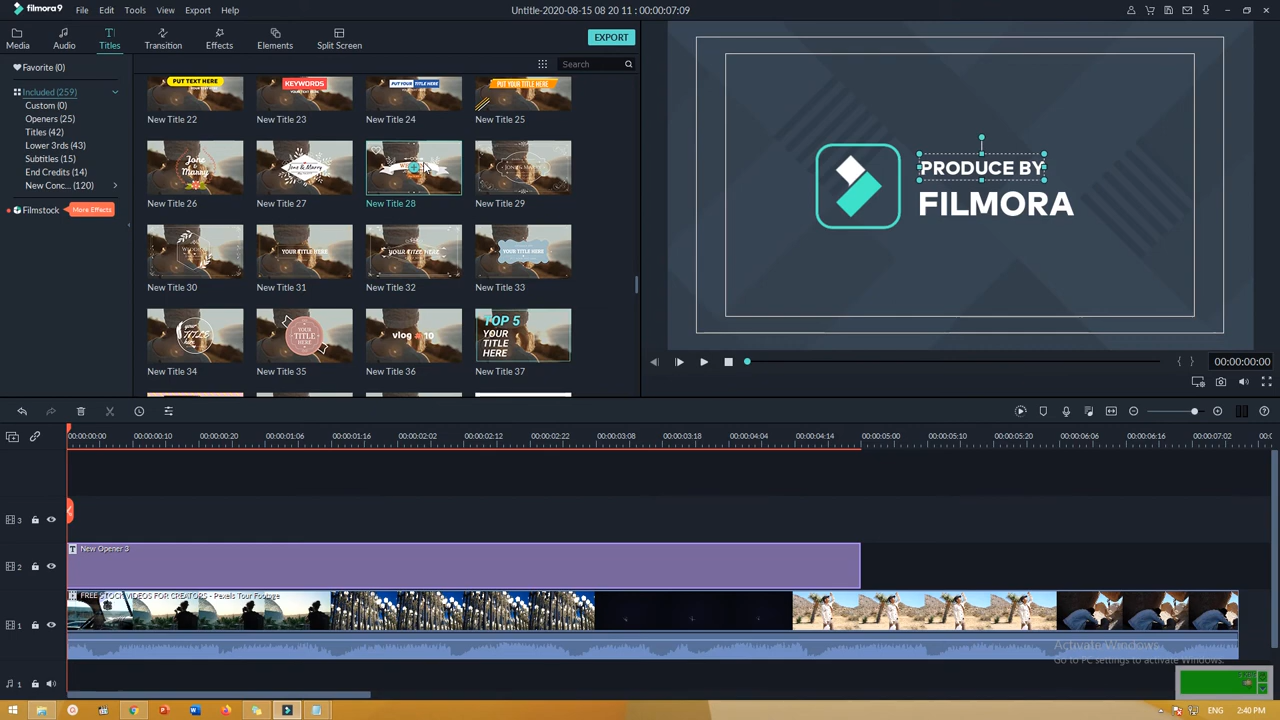 filmora9 File Edit Tools View Export Help
Untitle-2020-08-15 08 20 11 : 00:00:07:09
Media Audio Titles Transition Effects Elements Split Screen
EXPORT
Favorite (0)
Included (259)
Custom (0)
Openers (25)
Titles (42)
Lower 3rds (43)
Subtitles (15)
End Credits (14)
New Conc... (120)
Filmstock More Effects
Search
PUT TEXT HERE
KEYWORDS
PUT YOUR TITLE HERE
PUT YOUR TITLE HERE
New Title 22 New Title 23 New Title 24 New Title 25
Jone & Marry
Jone & Marry
New Title 26 New Title 27 New Title 28 New Title 29
YOUR TITLE HERE
YOUR TITLE HERE
YOUR TITLE HERE
New Title 30 New Title 31 New Title 32 New Title 33
YOUR TITLE HERE
YOUR TITLE HERE
vlog # 10
TOP 5 YOUR TITLE HERE
New Title 34 New Title 35 New Title 36 New Title 37
PRODUCE BY
FILMORA
00:00:00:00
00:00:00:00 00:00:00:10 00:00:00:20 00:00:01:06 00:00:01:16 00:00:02:02 00:00:02:12 00:00:02:22 00:00:03:08 00:00:03:18 00:00:04:04 00:00:04:14 00:00:05:00 00:00:05:10 00:00:05:20 00:00:06:06 00:00:06:16 00:00:07:02
3
2
New Opener 3
1
FREE STOCK VIDEOS FOR CREATORS - Pexels Tour Footage
1
Activate Windows
Go to PC settings to activate Windows.
ENG 2:40 PM